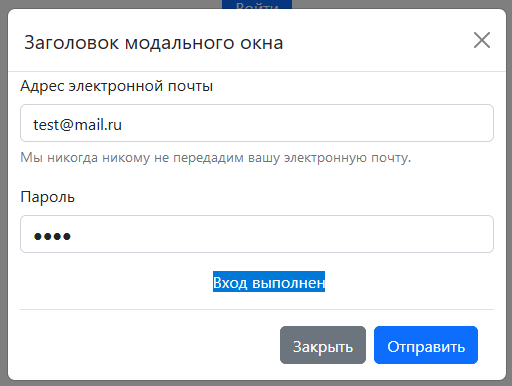 Войти
Заголовок модального окна
Адрес электронной почты
test@mail.ru
Мы никогда никому не передадим вашу электронную почту.
Пароль
••••
Вход выполнен
Закрыть Отправить